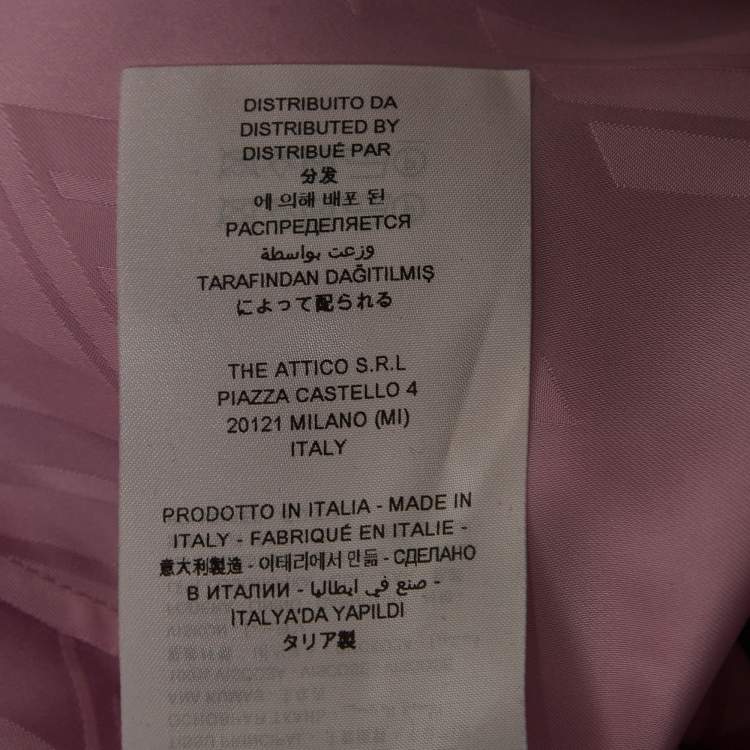 DISTRIBUITO DA
DISTRIBUTED BY
DISTRIBUÉ PAR
分发
에 의해 배포 된
РАСПРЕДЕЛЯЕТСЯ
وزعت بواسطة
TARAFINDAN DAĞITILMIŞ
によって配られる
THE ATTICO S.R.L
PIAZZA CASTELLO 4
20121 MILANO (MI)
ITALY
PRODOTTO IN ITALIA - MADE IN
ITALY - FABRIQUÉ EN ITALIE -
意大利製造 - 이테리에서 만듦 - СДЕЛАНО
В ИТАЛИИ - صنع في ايطاليا -
İTALYA'DA YAPILDI
タリア製